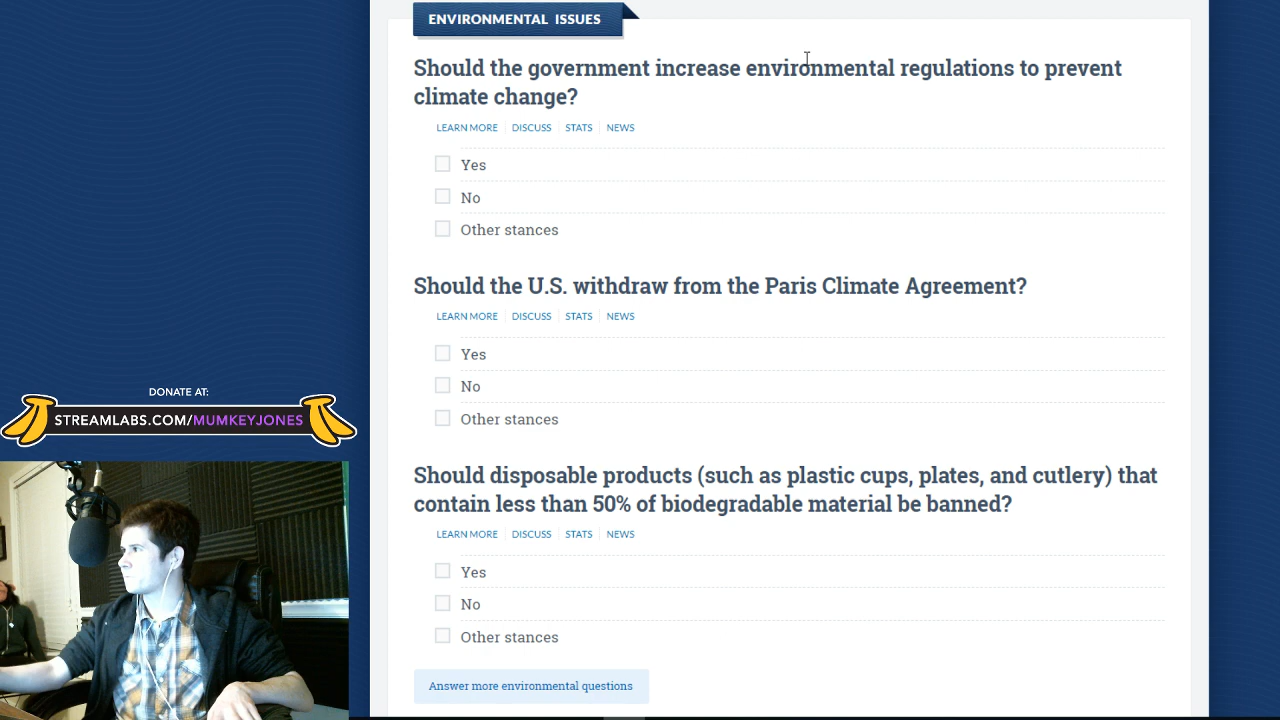 ENVIRONMENTAL ISSUES
Should the government increase environmental regulations to prevent
climate change?
LEARN MORE DISCUSS STATS NEWS
Yes
No
Other stances
Should the U.S. withdraw from the Paris Climate Agreement?
LEARN MORE DISCUSS STATS NEWS
Yes
No
Other stances
Should disposable products (such as plastic cups, plates, and cutlery) that
contain less than 50% of biodegradable material be banned?
LEARN MORE DISCUSS STATS NEWS
Yes
No
Other stances
Answer more environmental questions
DONATE AT:
STREAMLABS.COM/MUMKEYJONES